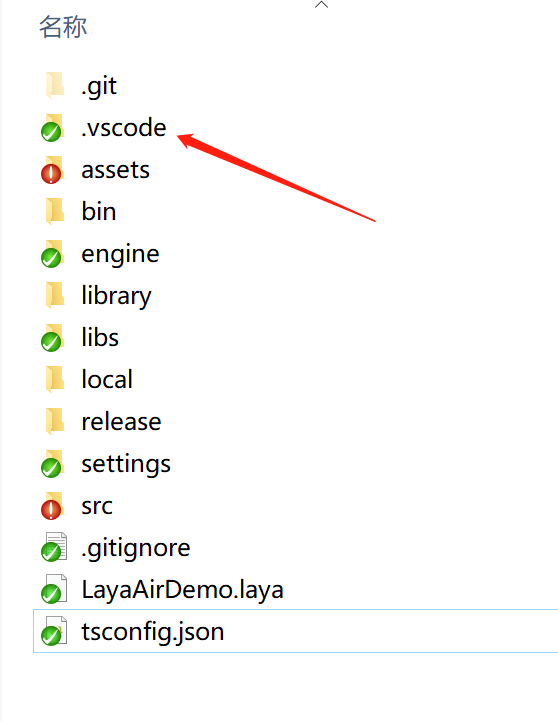 名称
.git
.vscode
assets
bin
engine
library
libs
local
release
settings
src
.gitignore
LayaAirDemo.laya
tsconfig.json